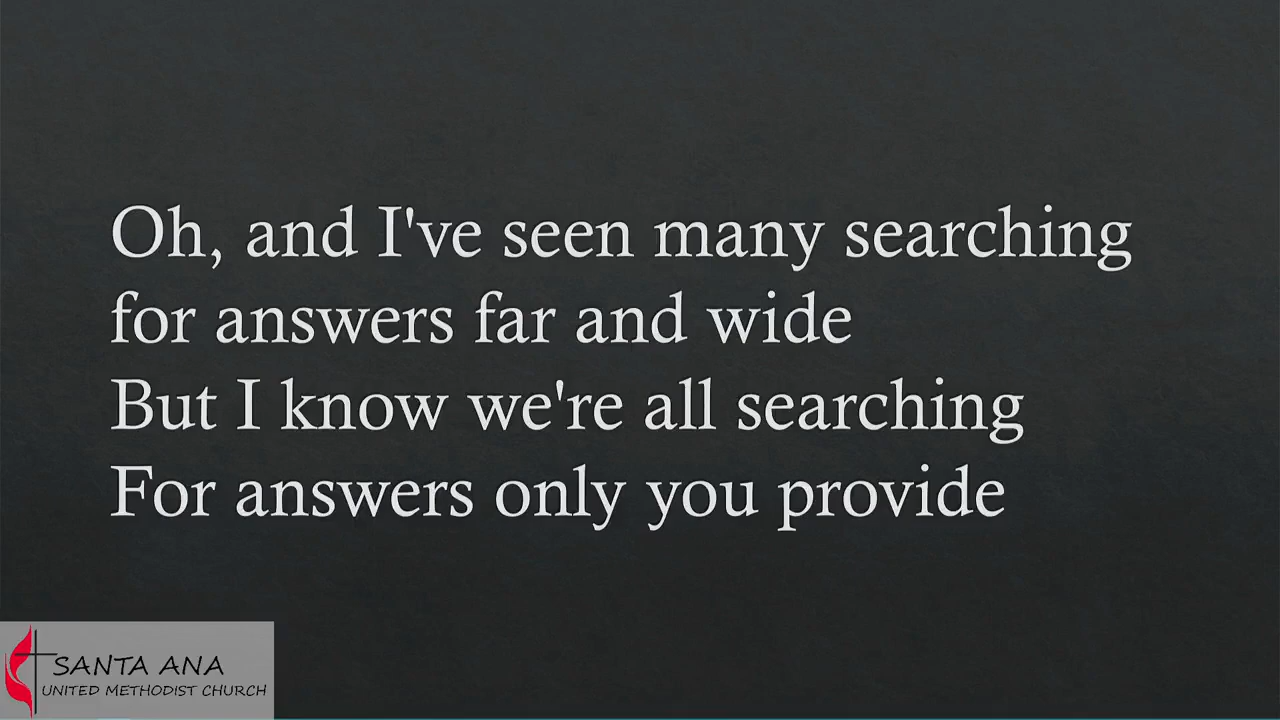 Oh, and I've seen many searching
for answers far and wide
But I know we're all searching
For answers only you provide
SANTA ANA
UNITED METHODIST CHURCH